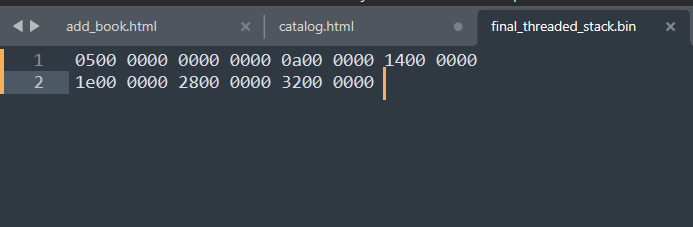 add_book.html × catalog.html final_threaded_stack.bin ×
1 0500 0000 0000 0000 0a00 0000 1400 0000
2 1e00 0000 2800 0000 3200 0000